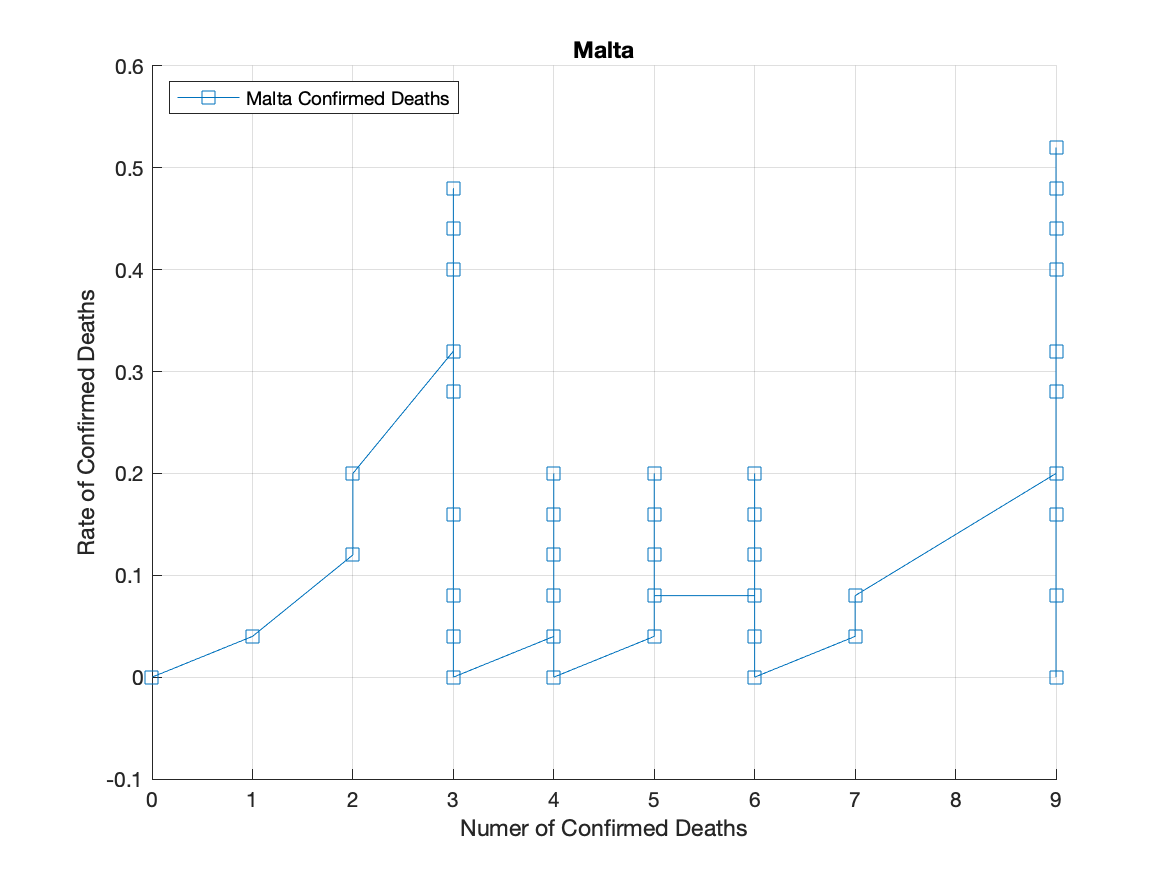 Malta
Malta Confirmed Deaths
0.6
0.5
0.4
0.3
0.2
0.1
0
-0.1
Rate of Confirmed Deaths
0 1 2 3 4 5 6 7 8 9
Numer of Confirmed Deaths